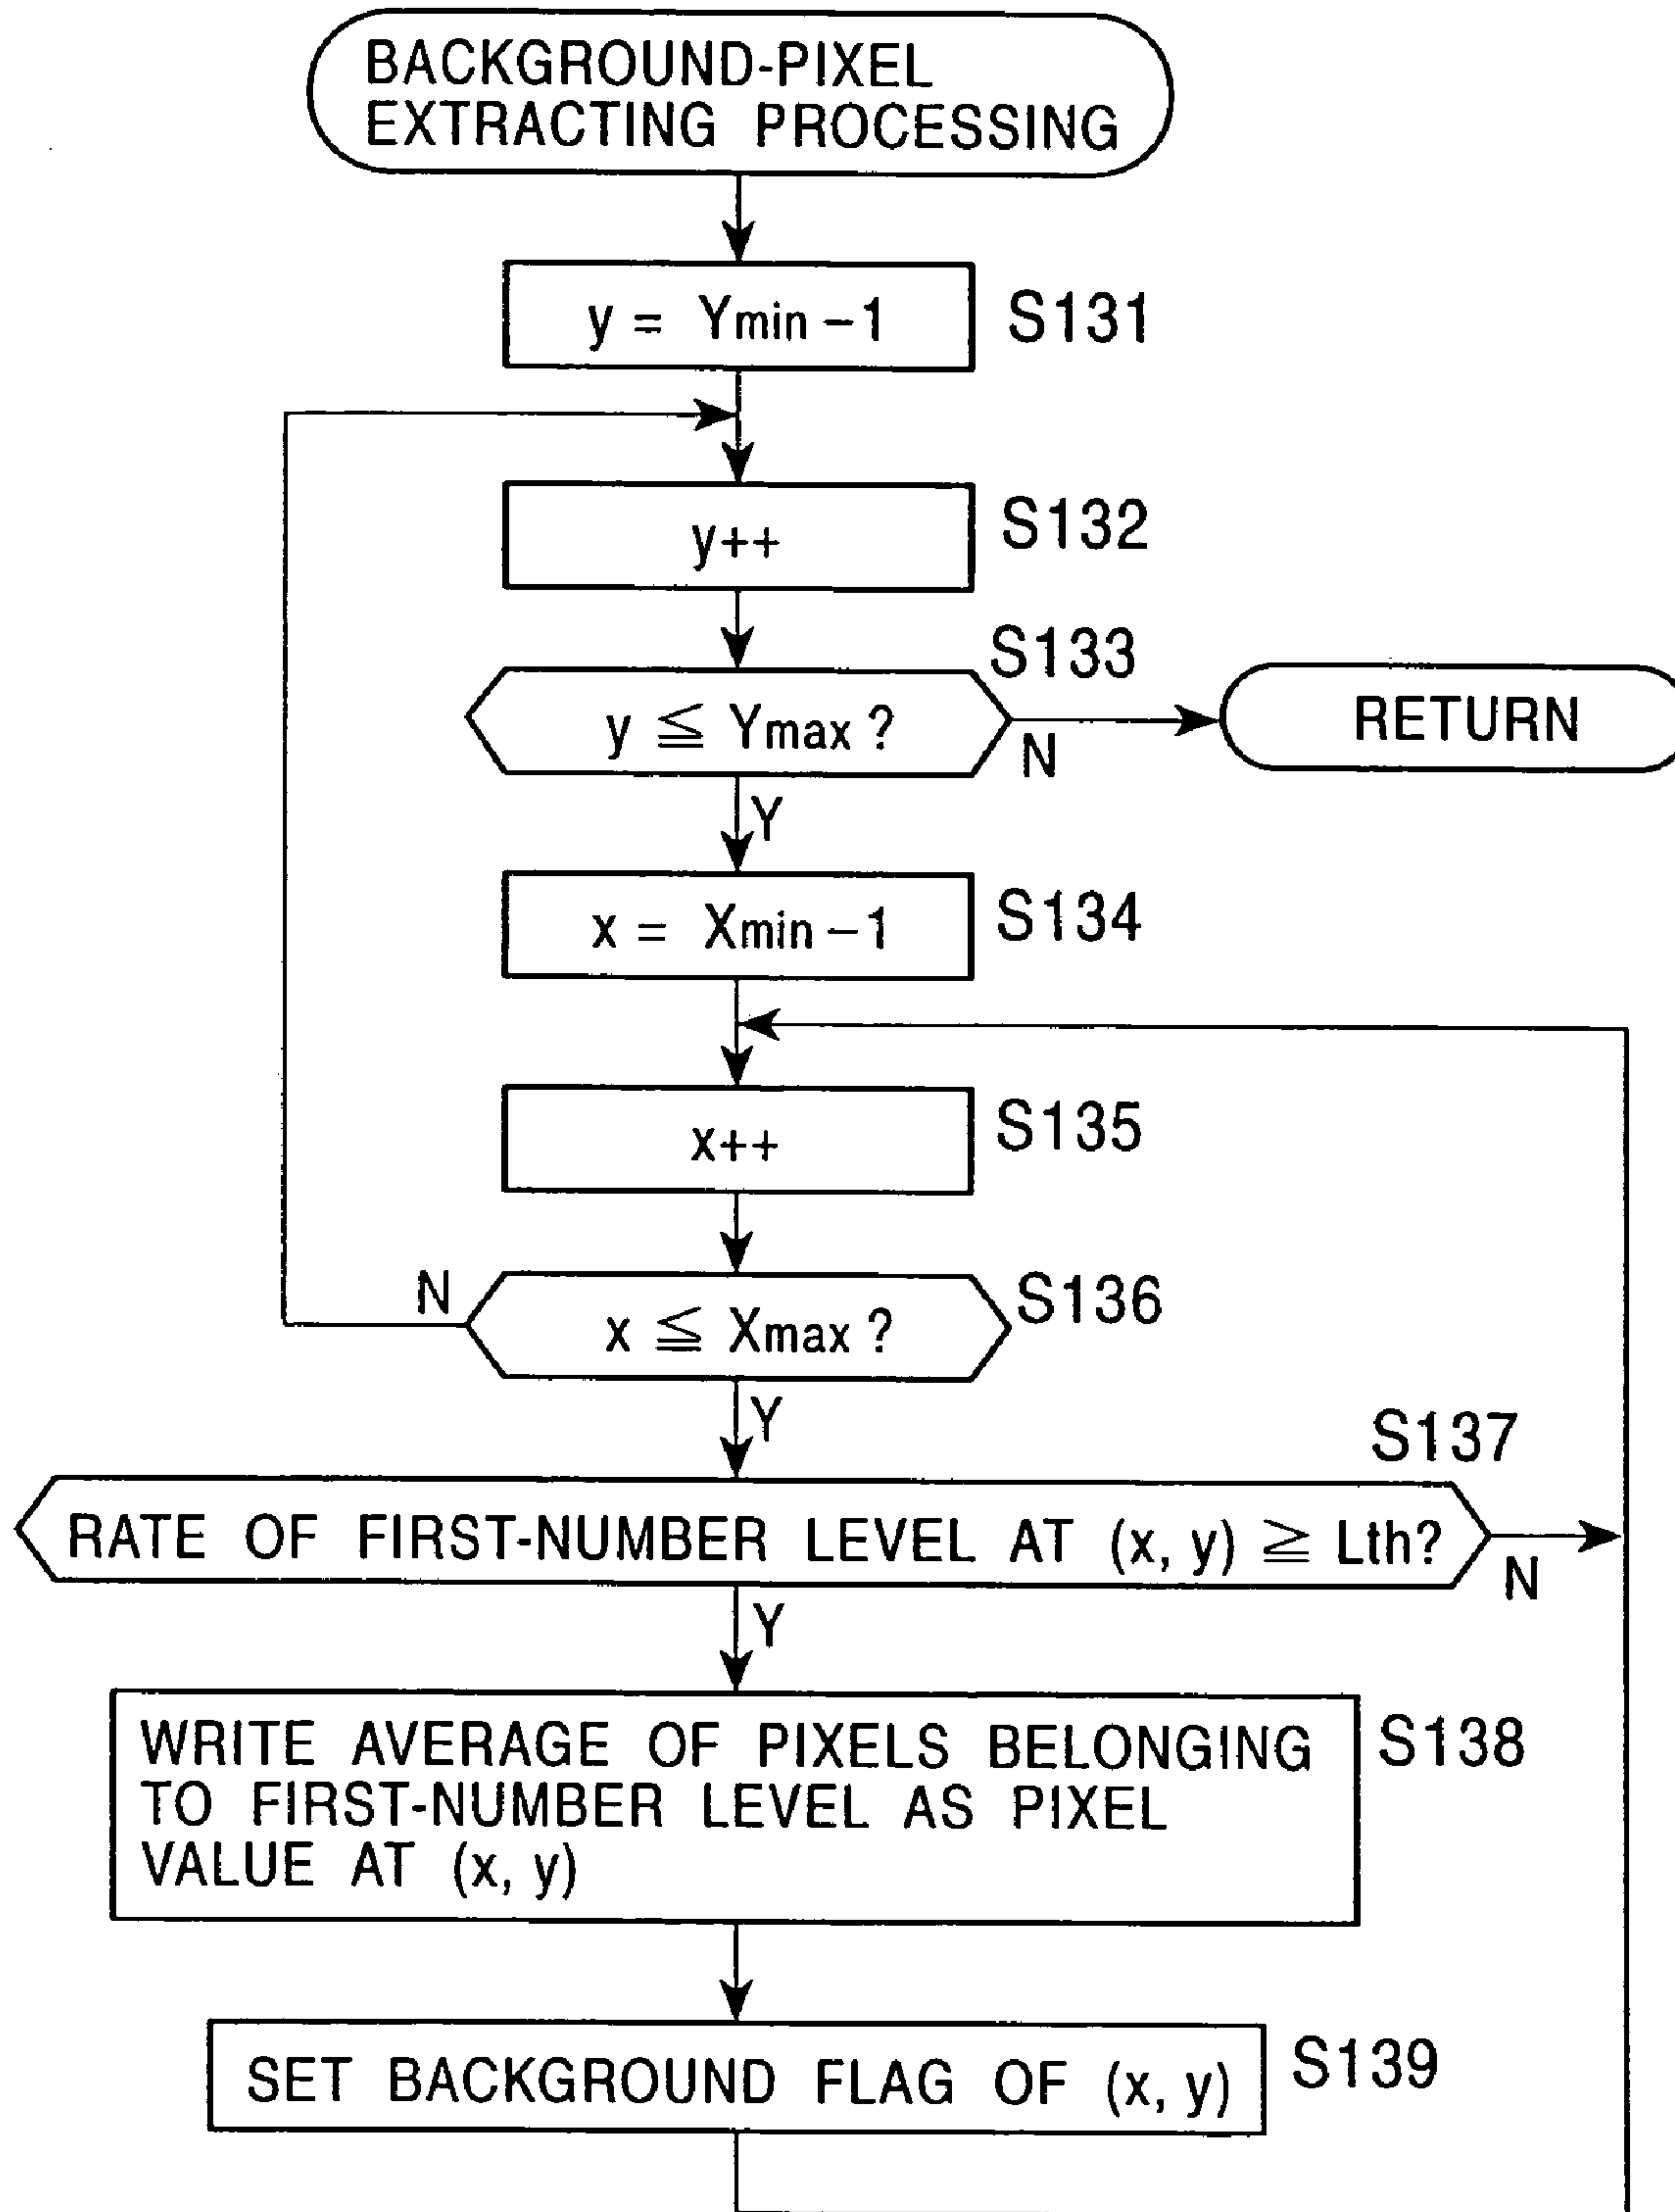 BACKGROUND-PIXEL
EXTRACTING PROCESSING
y = Ymin −1
S131
y++
S132
S133
y ≦ Ymax ?
N
RETURN
Y
x = Xmin −1
S134
x++
S135
N
x ≦ Xmax ?
S136
Y
S137
RATE OF FIRST-NUMBER LEVEL AT (x, y) ≧ Lth?
N
Y
WRITE AVERAGE OF PIXELS BELONGING
TO FIRST-NUMBER LEVEL AS PIXEL
VALUE AT (x, y)
S138
SET BACKGROUND FLAG OF (x, y)
S139